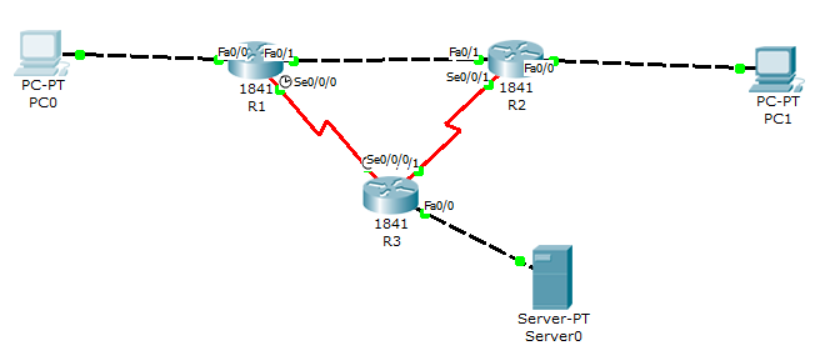 Fa0/0
Fa0/1
Fa0/1
Fa0/0
PC-PT
PC0
1841
R1
Se0/0/0
Se0/0/1
1841
R2
PC-PT
PC1
Se0/0/0
/1
1841
R3
Fa0/0
Server-PT
Server0